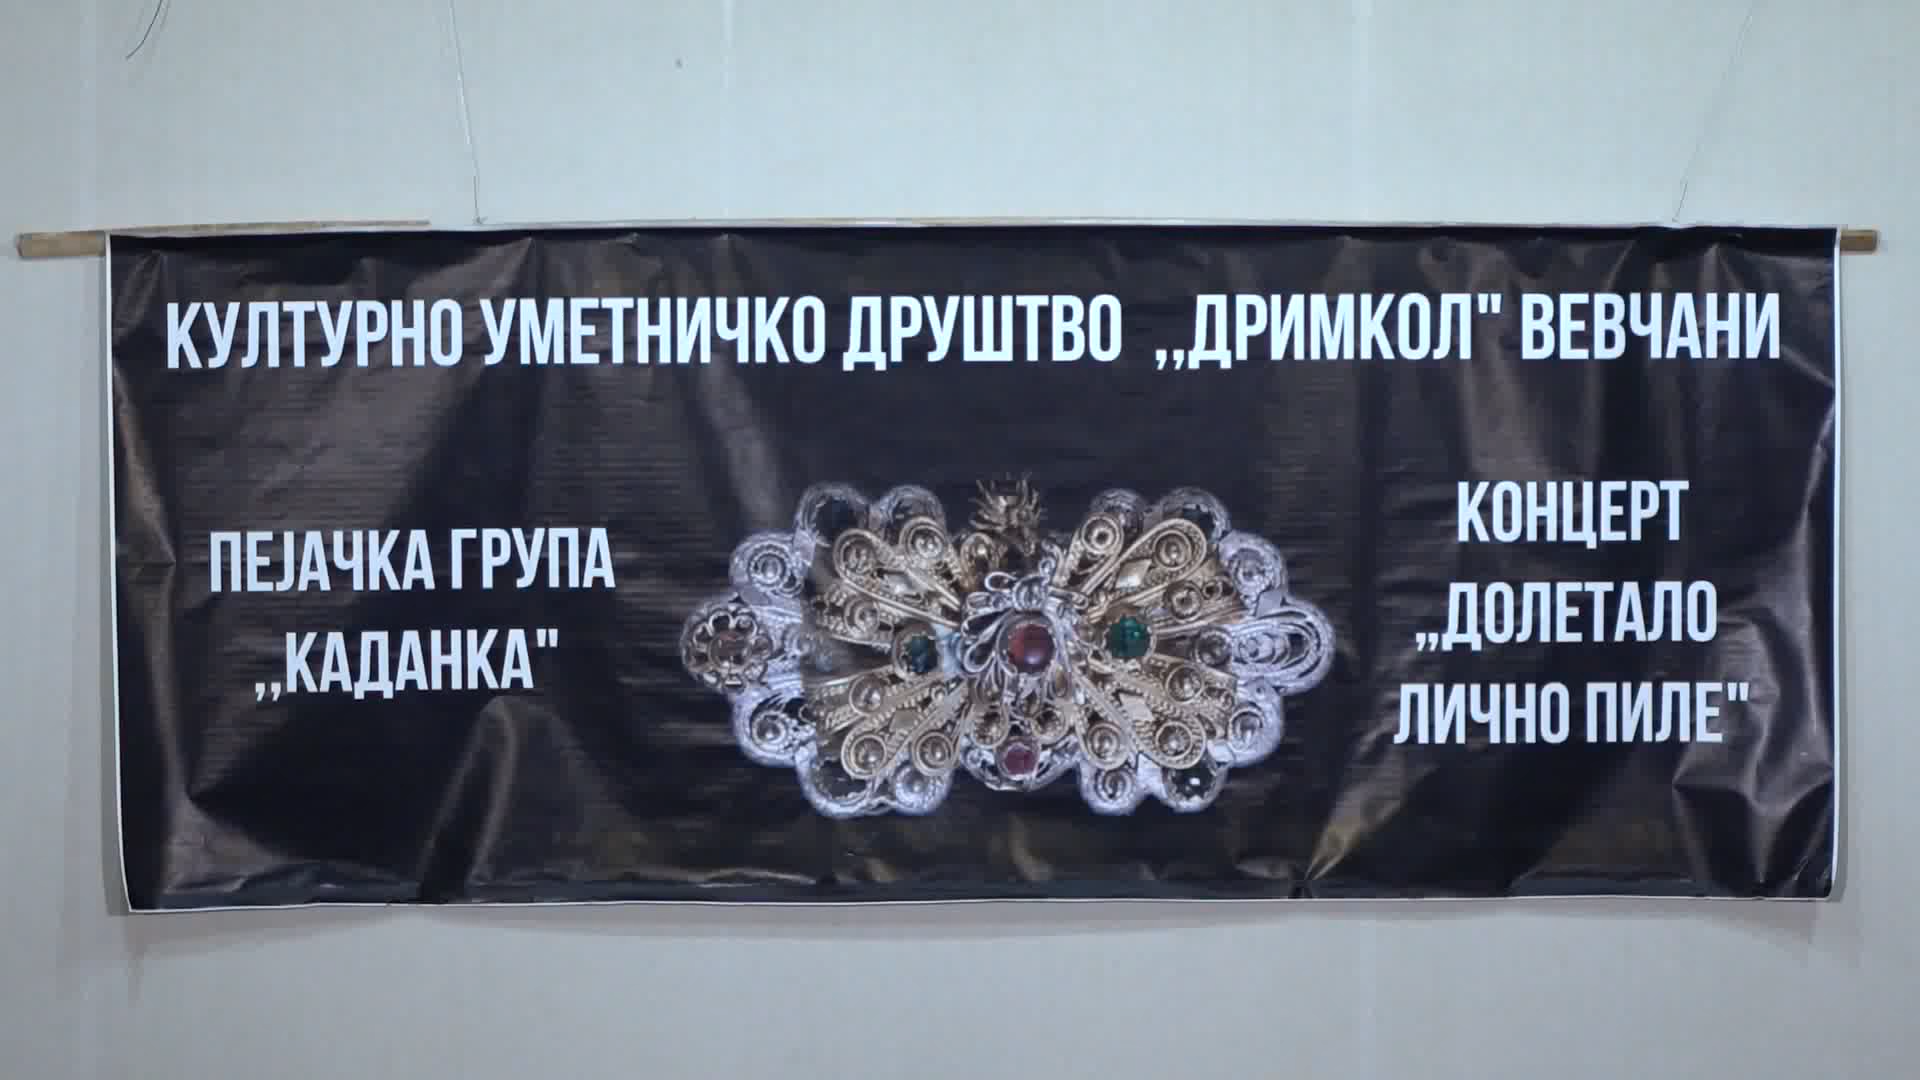 КУЛТУРНО УМЕТНИЧКО ДРУШТВО ,,ДРИМКОЛ" ВЕВЧАНИ
ПЕЈАЧКА ГРУПА
,,КАДАНКА"
КОНЦЕРТ
„ДОЛЕТАЛО
ЛИЧНО ПИЛЕ"